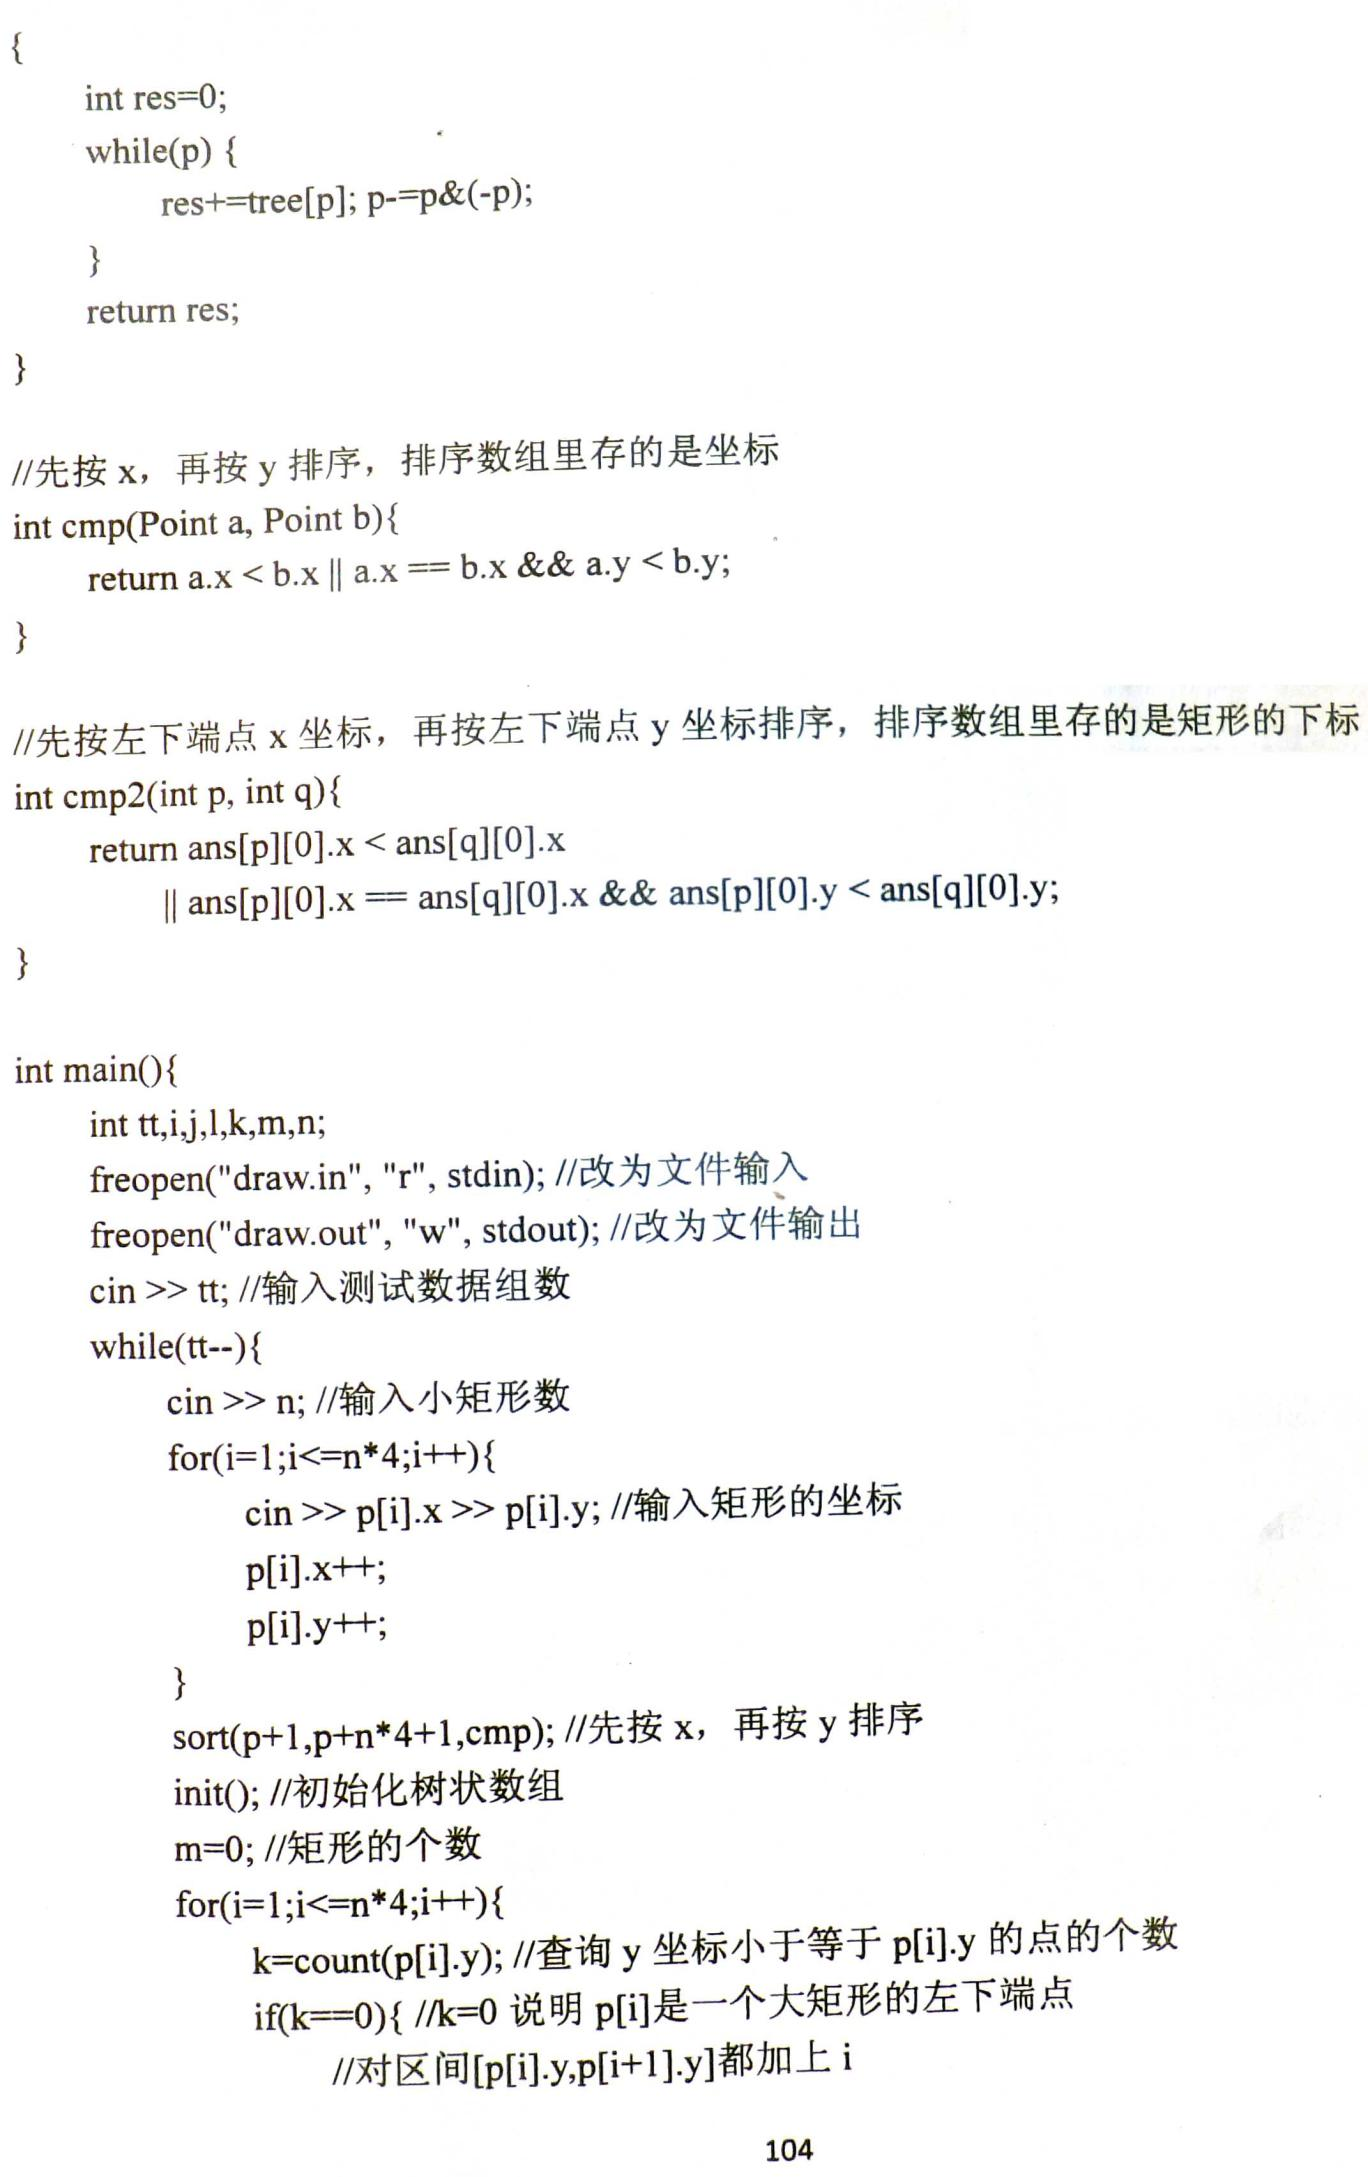 {
int res=0;
while(p) {
res+=tree[p]; p-=p&(-p);
}
return res;
}
//先按 x，再按 y 排序，排序数组里存的是坐标
int cmp(Point a, Point b){
return a.x < b.x || a.x == b.x && a.y < b.y;
}
//先按左下端点 x 坐标，再按左下端点 y 坐标排序，排序数组里存的是矩形的下标
int cmp2(int p, int q){
return ans[p][0].x < ans[q][0].x
|| ans[p][0].x == ans[q][0].x && ans[p][0].y < ans[q][0].y;
}
int main(){
int tt,i,j,l,k,m,n;
freopen("draw.in", "r", stdin); //改为文件输入
freopen("draw.out", "w", stdout); //改为文件输出
cin >> tt; //输入测试数据组数
while(tt--){
cin >> n; //输入小矩形数
for(i=1;i<=n*4;i++){
cin >> p[i].x >> p[i].y; //输入矩形的坐标
p[i].x++;
p[i].y++;
}
sort(p+1,p+n*4+1,cmp); //先按 x，再按 y 排序
init(); //初始化树状数组
m=0; //矩形的个数
for(i=1;i<=n*4;i++){
k=count(p[i].y); //查询 y 坐标小于等于 p[i].y 的点的个数
if(k==0){ //k=0 说明 p[i]是一个大矩形的左下端点
//对区间[p[i].y,p[i+1].y]都加上 i
104